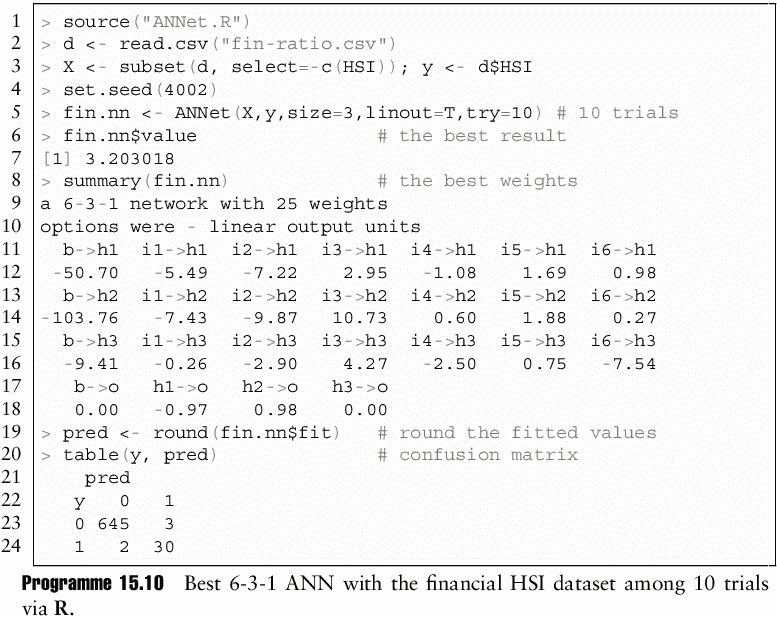 1 > source("ANNet.R")
2 > d <- read.csv("fin-ratio.csv")
3 > X <- subset(d, select=-c(HSI)); y <- d$HSI
4 > set.seed(4002)
5 > fin.nn <- ANNet(X,y,size=3,linout=T,try=10) # 10 trials
6 > fin.nn$value # the best result
7 [1] 3.203018
8 > summary(fin.nn) # the best weights
9 a 6-3-1 network with 25 weights
10 options were - linear output units
11 b->h1 i1->h1 i2->h1 i3->h1 i4->h1 i5->h1 i6->h1
12 -50.70 -5.49 -7.22 2.95 -1.08 1.69 0.98
13 b->h2 i1->h2 i2->h2 i3->h2 i4->h2 i5->h2 i6->h2
14 -103.76 -7.43 -9.87 10.73 0.60 1.88 0.27
15 b->h3 i1->h3 i2->h3 i3->h3 i4->h3 i5->h3 i6->h3
16 -9.41 -0.26 -2.90 4.27 -2.50 0.75 -7.54
17 b->o h1->o h2->o h3->o
18 0.00 -0.97 0.98 0.00
19 > pred <- round(fin.nn$fit) # round the fitted values
20 > table(y, pred) # confusion matrix
21 pred
22 y 0 1
23 0 645 3
24 1 2 30
Programme 15.10 Best 6-3-1 ANN with the financial HSI dataset among 10 trials
via R.